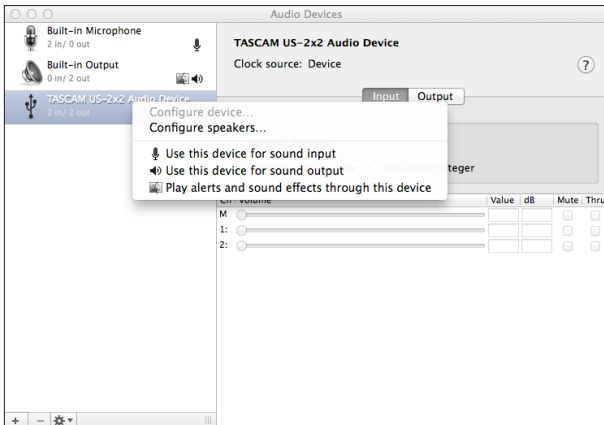 Audio Devices
Built-in Microphone
2 in/ 0 out
Built-in Output
0 in/ 2 out
TASCAM US-2x2 Audio Device
2 in/ 2 out
TASCAM US-2x2 Audio Device
Clock source: Device
?
Input Output
Configure device...
Configure speakers...
Use this device for sound input
Use this device for sound output
Play alerts and sound effects through this device
teger
Ch Volume Value dB Mute Thru
M
1:
2:
+ −